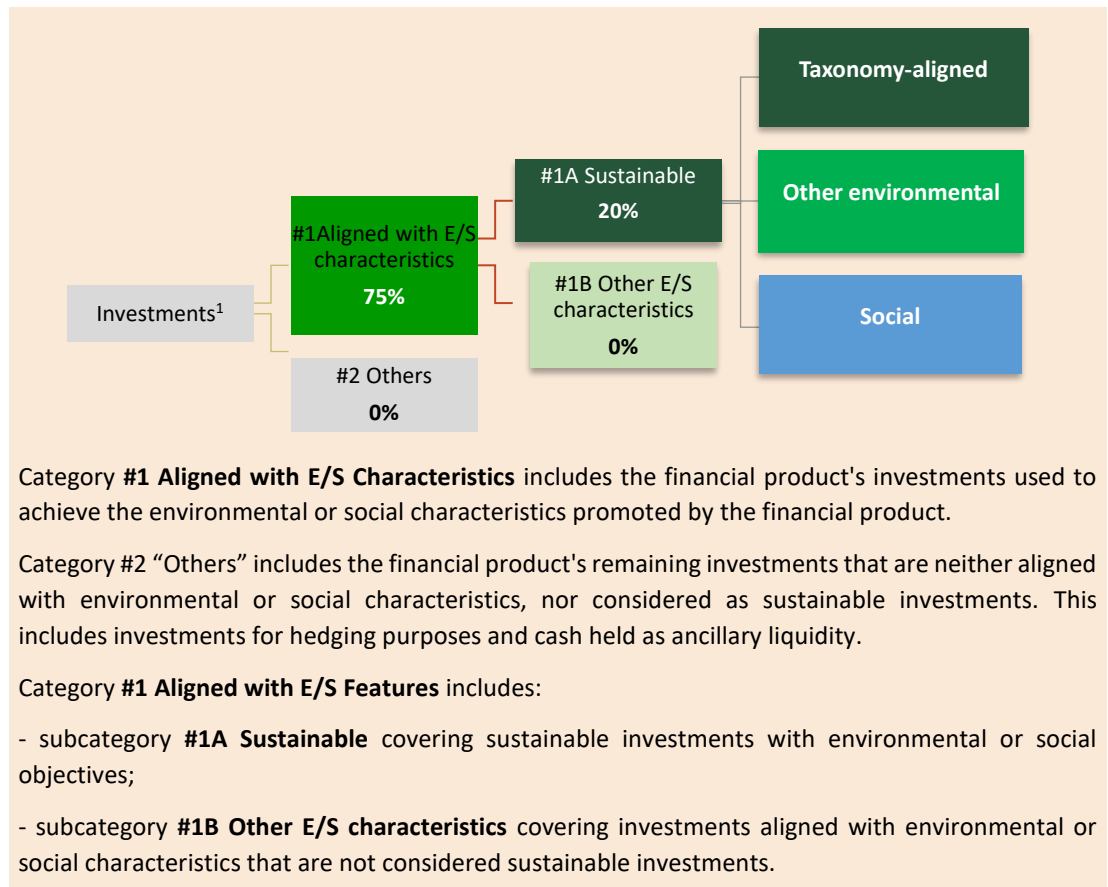 Taxonomy-aligned
#1A Sustainable
20%
Other environmental
#1Aligned with E/S
characteristics
75%
#1B Other E/S
characteristics
0%
Investments1
Social
#2 Others
0%
Category #1 Aligned with E/S Characteristics includes the financial product's investments used to
achieve the environmental or social characteristics promoted by the financial product.
Category #2 “Others” includes the financial product's remaining investments that are neither aligned
with environmental or social characteristics, nor considered as sustainable investments. This
includes investments for hedging purposes and cash held as ancillary liquidity.
Category #1 Aligned with E/S Features includes:
- subcategory #1A Sustainable covering sustainable investments with environmental or social
objectives;
- subcategory #1B Other E/S characteristics covering investments aligned with environmental or
social characteristics that are not considered sustainable investments.